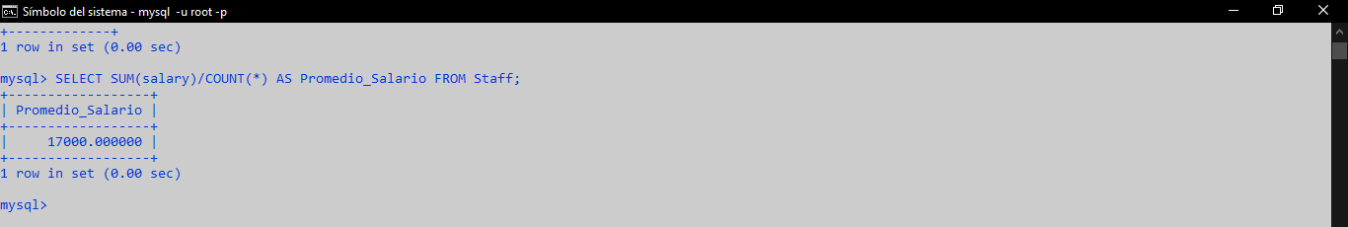 Símbolo del sistema - mysql -u root -p
+-------------+
1 row in set (0.00 sec)
mysql> SELECT SUM(salary)/COUNT(*) AS Promedio_Salario FROM Staff;
+------------------+
| Promedio_Salario |
+------------------+
|     17000.000000 |
+------------------+
1 row in set (0.00 sec)
mysql>